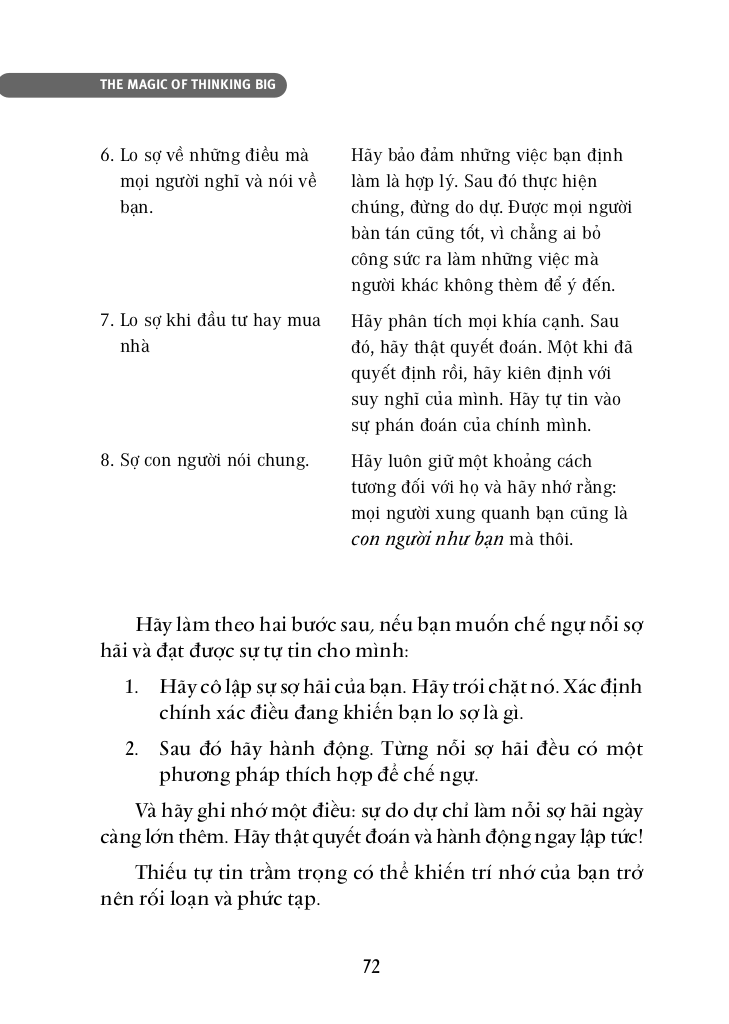 THE MAGIC OF THINKING BIG
6. Lo sợ về những điều mà
mọi người nghĩ và nói về
bạn.
Hãy bảo đảm những việc bạn định
làm là hợp lý. Sau đó thực hiện
chúng, đừng do dự. Được mọi người
bàn tán cũng tốt, vì chẳng ai bỏ
công sức ra làm những việc mà
người khác không thèm để ý đến.
7. Lo sợ khi đầu tư hay mua
nhà
Hãy phân tích mọi khía cạnh. Sau
đó, hãy thật quyết đoán. Một khi đã
quyết định rồi, hãy kiên định với
suy nghĩ của mình. Hãy tự tin vào
sự phán đoán của chính mình.
8. Sợ con người nói chung.
Hãy luôn giữ một khoảng cách
tương đối với họ và hãy nhớ rằng:
mọi người xung quanh bạn cũng là
con người như bạn mà thôi.
Hãy làm theo hai bước sau, nếu bạn muốn chế ngự nỗi sợ
hãi và đạt được sự tự tin cho mình:
1. Hãy cô lập sự sợ hãi của bạn. Hãy trói chặt nó. Xác định
chính xác điều đang khiến bạn lo sợ là gì.
2. Sau đó hãy hành động. Từng nỗi sợ hãi đều có một
phương pháp thích hợp để chế ngự.
Và hãy ghi nhớ một điều: sự do dự chỉ làm nỗi sợ hãi ngày
càng lớn thêm. Hãy thật quyết đoán và hành động ngay lập tức!
Thiếu tự tin trầm trọng có thể khiến trí nhớ của bạn trở
nên rối loạn và phức tạp.
72